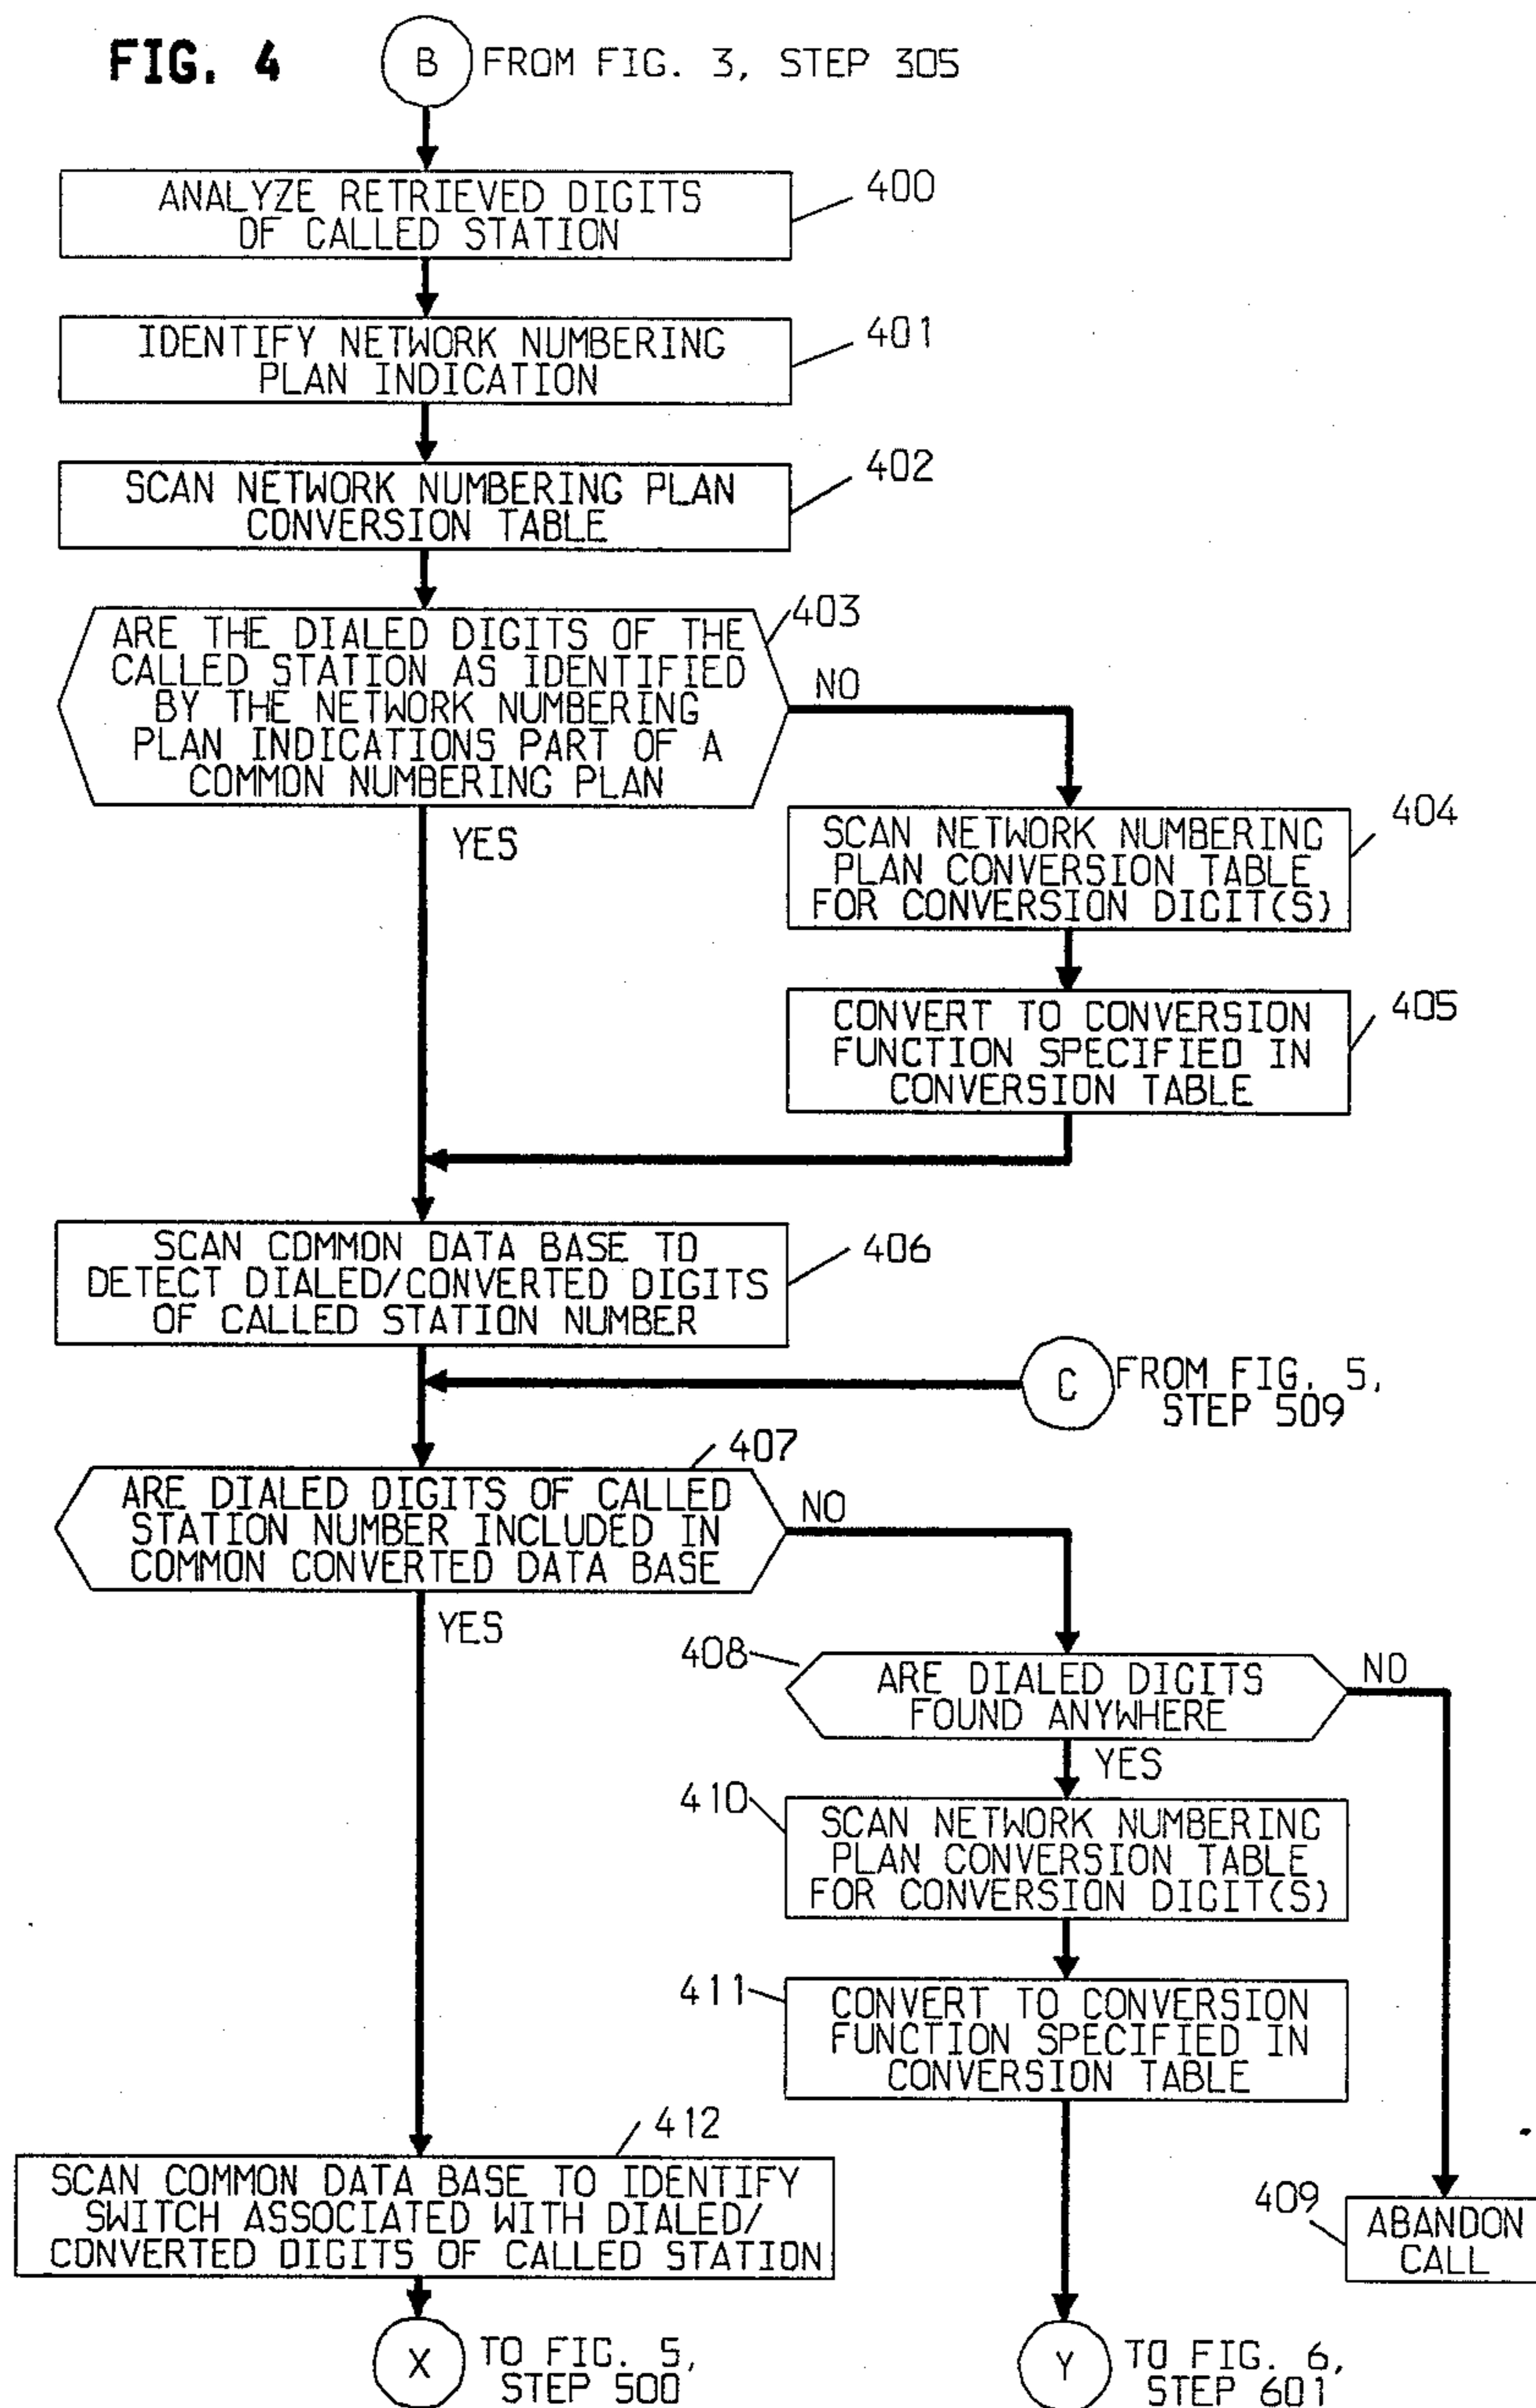 FIG. 4
B FROM FIG. 3, STEP 305
ANALYZE RETRIEVED DIGITS
OF CALLED STATION
400
IDENTIFY NETWORK NUMBERING
PLAN INDICATION
401
SCAN NETWORK NUMBERING PLAN
CONVERSION TABLE
402
ARE THE DIALED DIGITS OF THE
CALLED STATION AS IDENTIFIED
BY THE NETWORK NUMBERING
PLAN INDICATIONS PART OF A
COMMON NUMBERING PLAN
403
NO
YES
SCAN NETWORK NUMBERING
PLAN CONVERSION TABLE
FOR CONVERSION DIGIT(S)
404
CONVERT TO CONVERSION
FUNCTION SPECIFIED IN
CONVERSION TABLE
405
SCAN COMMON DATA BASE TO
DETECT DIALED/CONVERTED DIGITS
OF CALLED STATION NUMBER
406
C FROM FIG. 5,
STEP 509
407
ARE DIALED DIGITS OF CALLED
STATION NUMBER INCLUDED IN
COMMON CONVERTED DATA BASE
NO
YES
408
ARE DIALED DIGITS
FOUND ANYWHERE
NO
YES
410
SCAN NETWORK NUMBERING
PLAN CONVERSION TABLE
FOR CONVERSION DIGIT(S)
411
CONVERT TO CONVERSION
FUNCTION SPECIFIED IN
CONVERSION TABLE
412
SCAN COMMON DATA BASE TO IDENTIFY
SWITCH ASSOCIATED WITH DIALED/
CONVERTED DIGITS OF CALLED STATION
409
ABANDON
CALL
X TO FIG. 5,
STEP 500
Y TO FIG. 6,
STEP 601